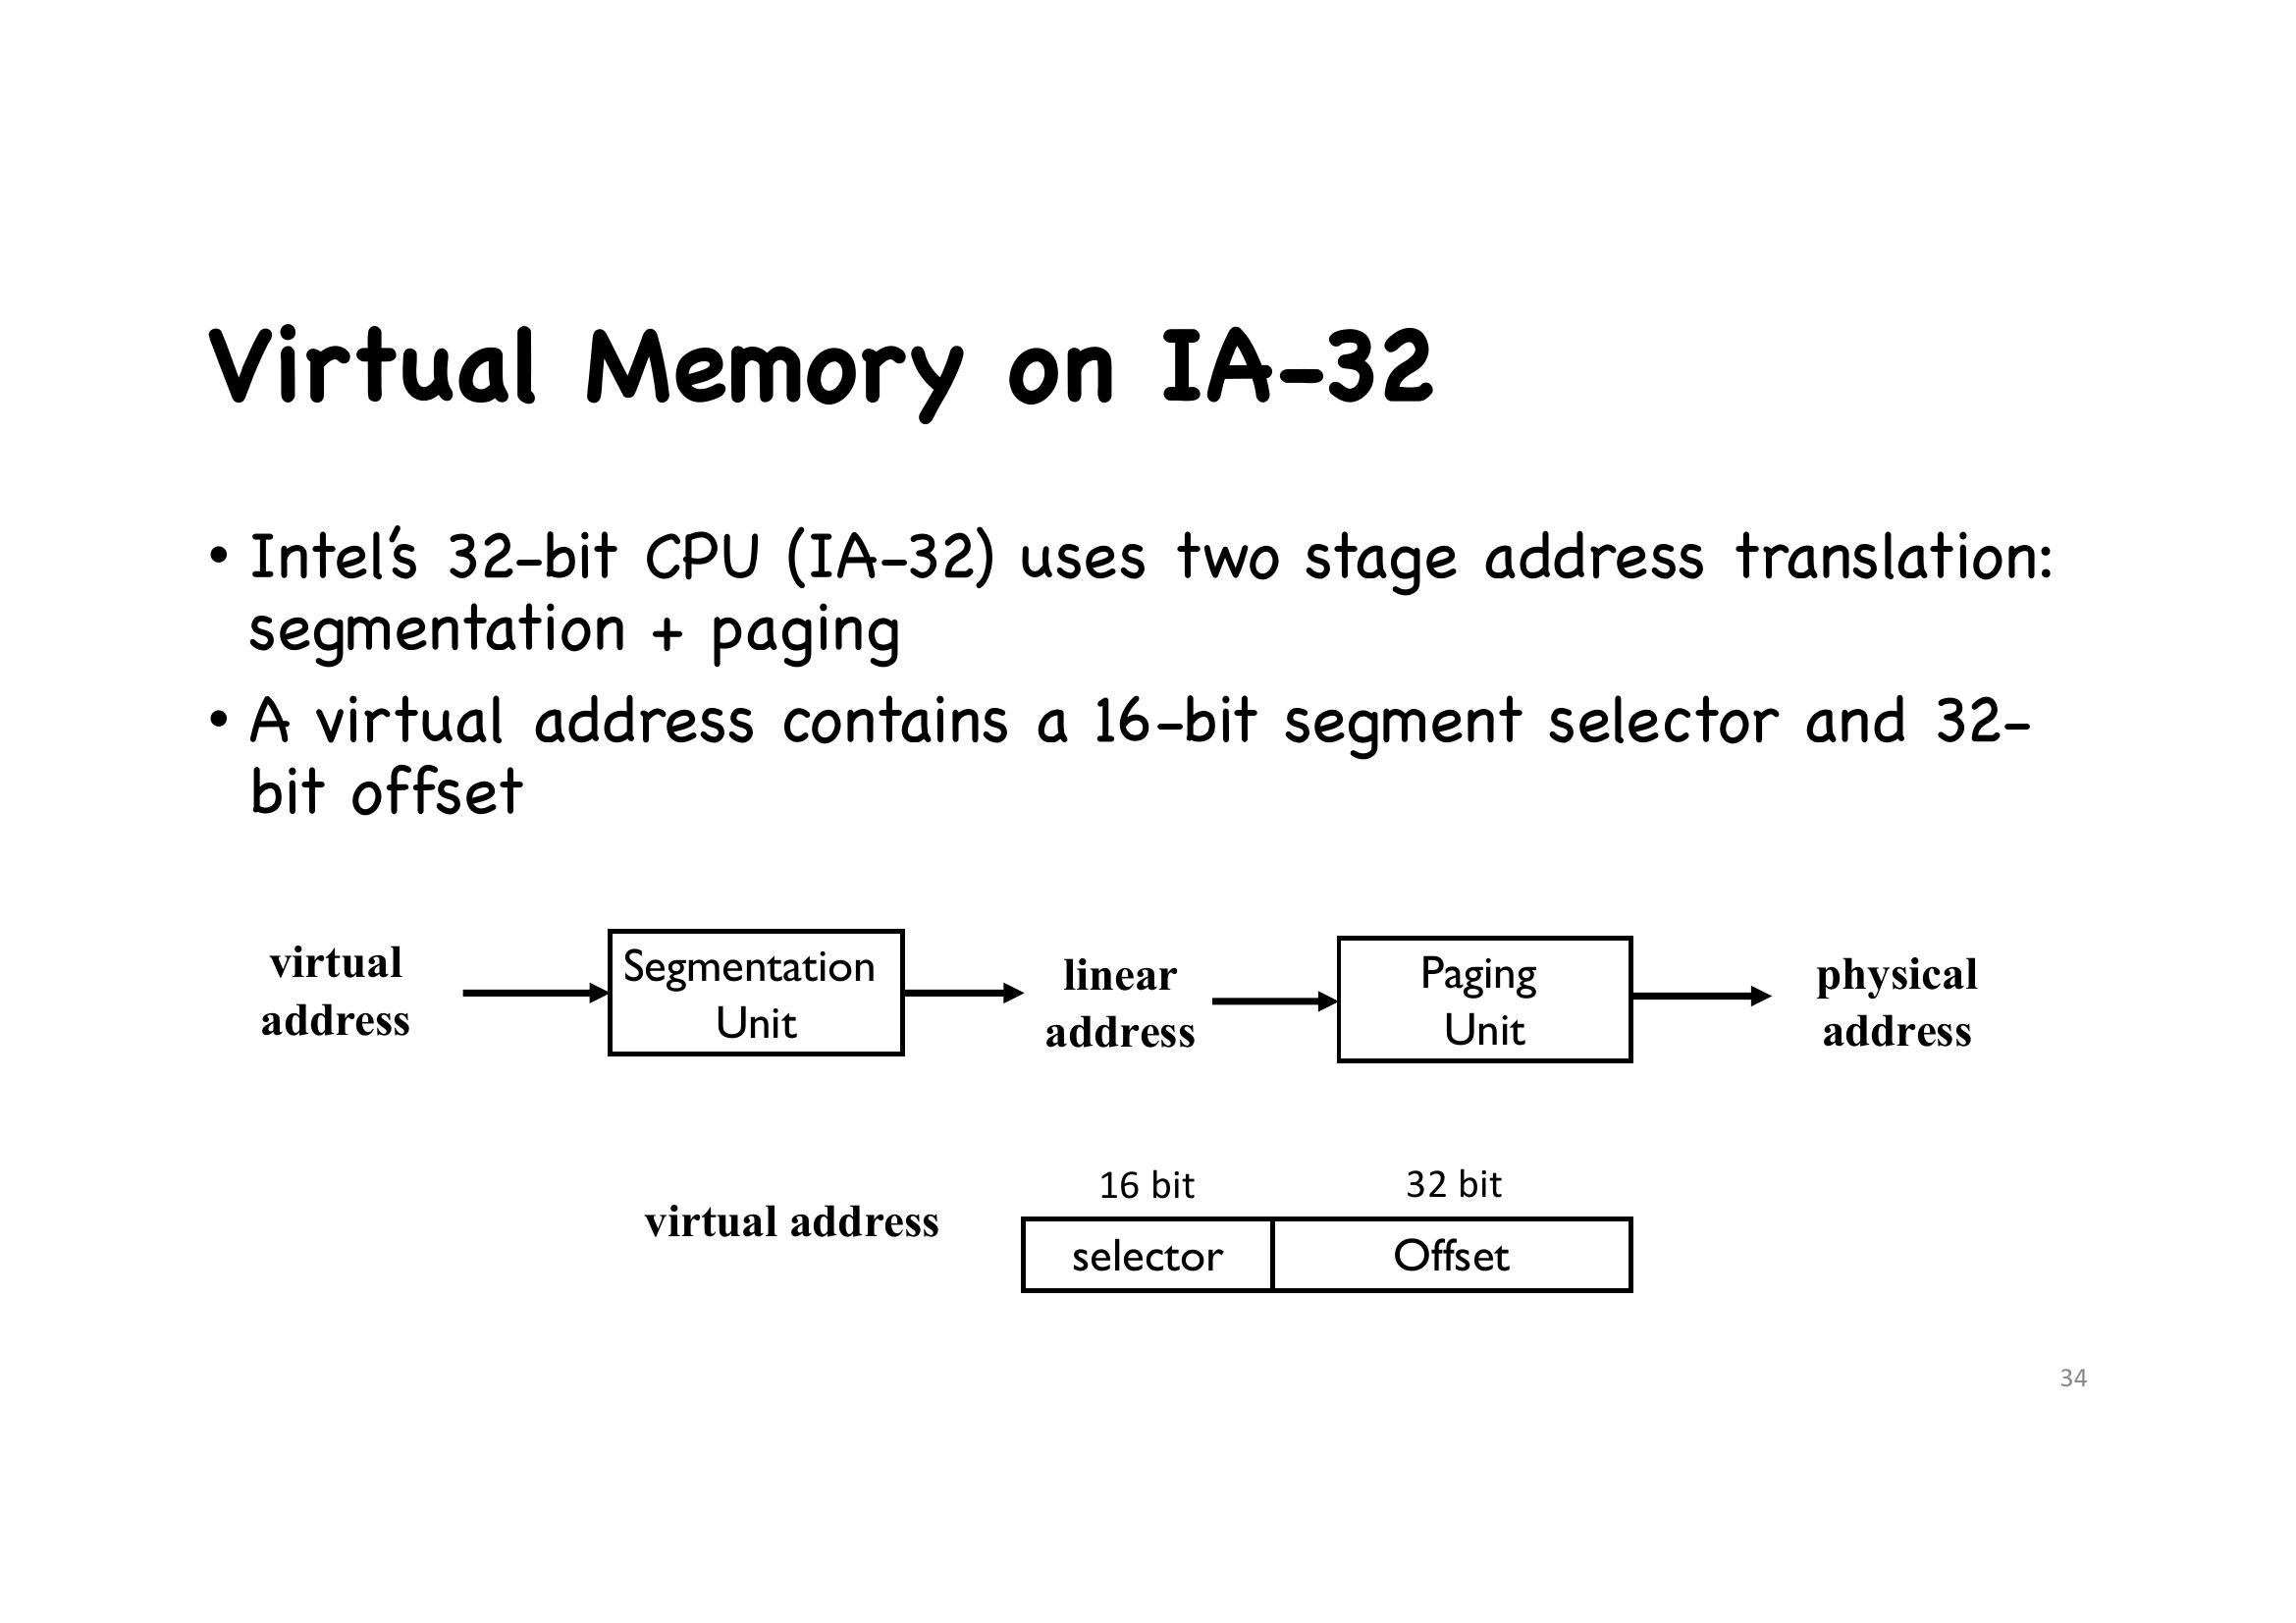 Virtual Memory on IA-32
• Intel's 32-bit CPU (IA-32) uses two stage address translation:
segmentation + paging
• A virtual address contains a 16-bit segment selector and 32-
bit offset
virtual
address
Segmentation
Unit
linear
address
Paging
Unit
physical
address
virtual address
16 bit
32 bit
selector
Offset
34